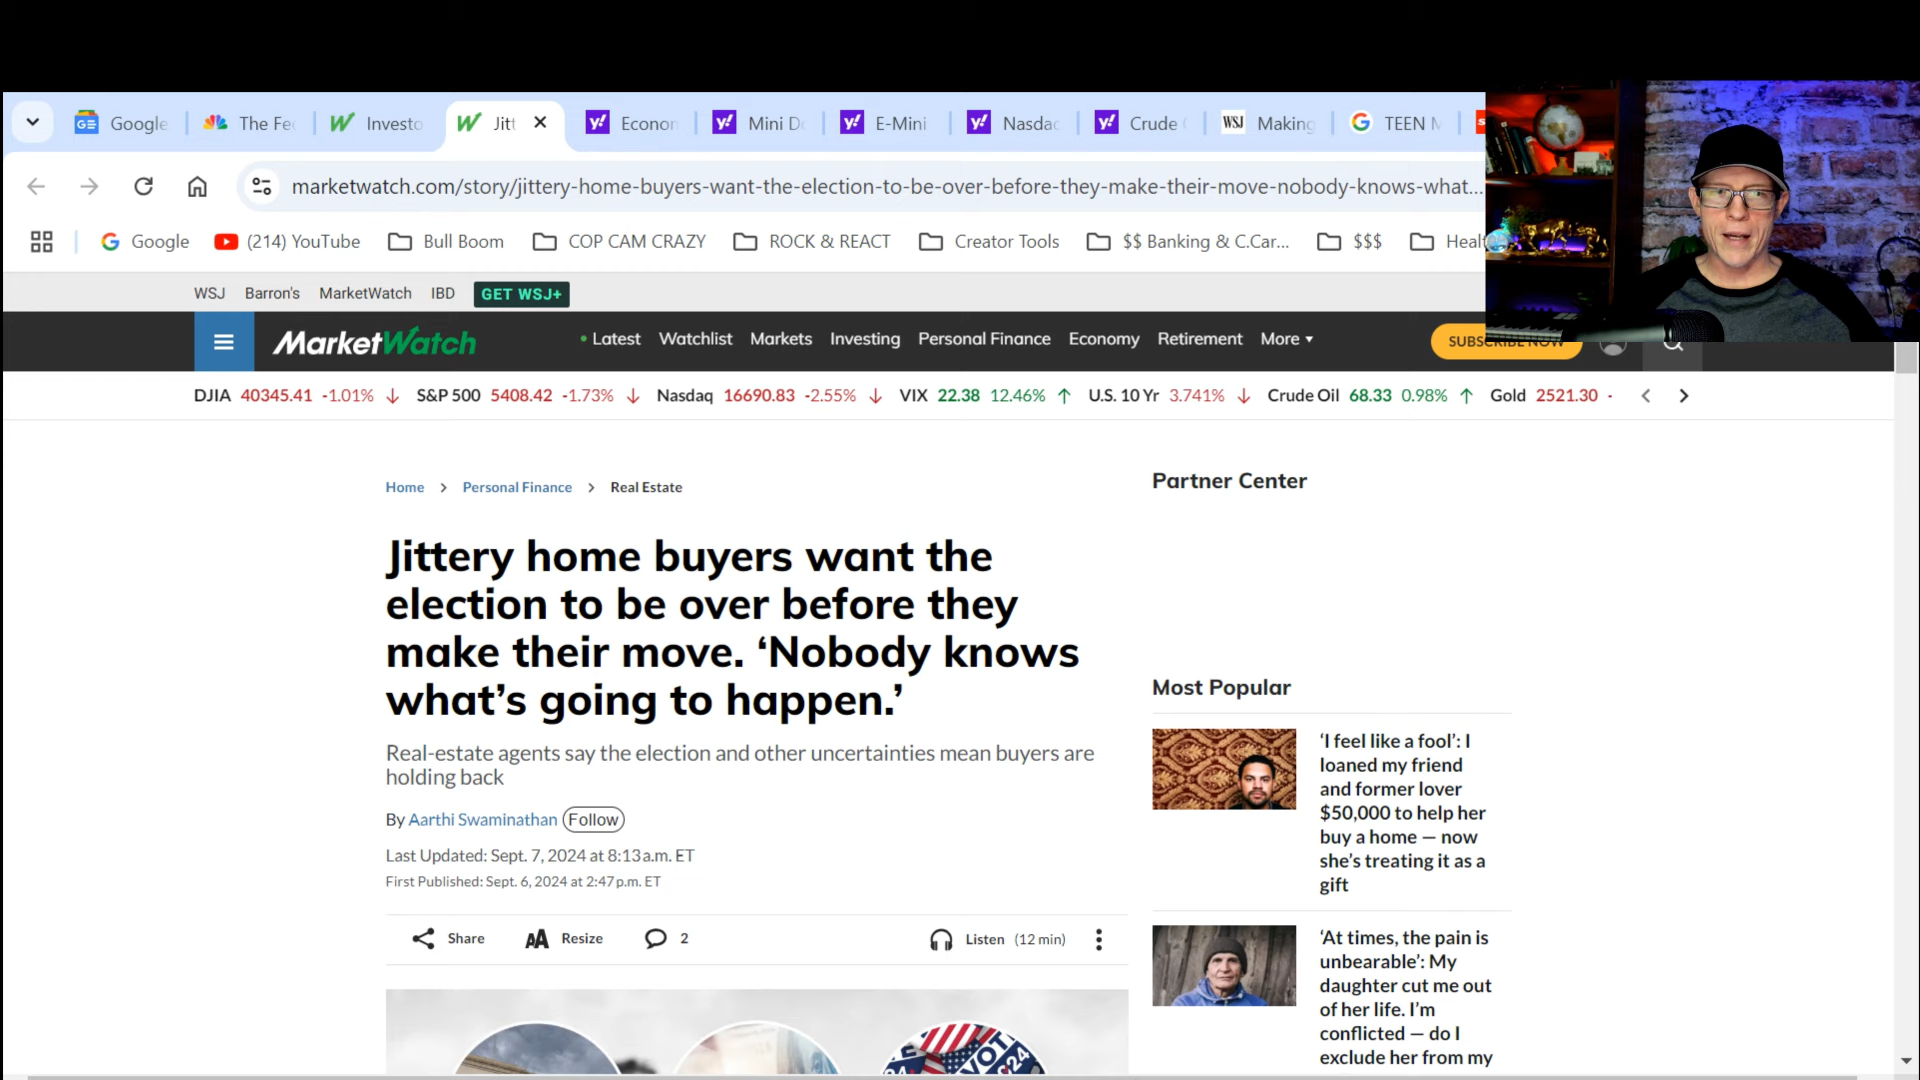 Google
The Fe
Investo
Jitt
Econon
Mini D
E-Mini
Nasdac
Crude
WSJ
Making
TEEN
marketwatch.com/story/jittery-home-buyers-want-the-election-to-be-over-before-they-make-their-move-nobody-knows-what...
Google
(214) YouTube
Bull Boom
COP CAM CRAZY
ROCK & REACT
Creator Tools
$$ Banking & C.Car...
$$$
Healt
WSJ
Barron's
MarketWatch
IBD
GET WSJ+
MarketWatch
Latest
Watchlist
Markets
Investing
Personal Finance
Economy
Retirement
More
SUBSCRIBE NOW
DJIA 40345.41 -1.01%
S&P 500 5408.42 -1.73%
Nasdaq 16690.83 -2.55%
VIX 22.38 12.46%
U.S. 10 Yr 3.741%
Crude Oil 68.33 0.98%
Gold 2521.30 -
Home > Personal Finance > Real Estate
Jittery home buyers want the
election to be over before they
make their move. ‘Nobody knows
what’s going to happen.’
Real-estate agents say the election and other uncertainties mean buyers are
holding back
By Aarthi Swaminathan Follow
Last Updated: Sept. 7, 2024 at 8:13 a.m. ET
First Published: Sept. 6, 2024 at 2:47 p.m. ET
Share
AA Resize
2
Listen (12 min)
VOTE
Partner Center
Most Popular
‘I feel like a fool’: I
loaned my friend
and former lover
$50,000 to help her
buy a home — now
she’s treating it as a
gift
‘At times, the pain is
unbearable’: My
daughter cut me out
of her life. I’m
conflicted — do I
exclude her from my